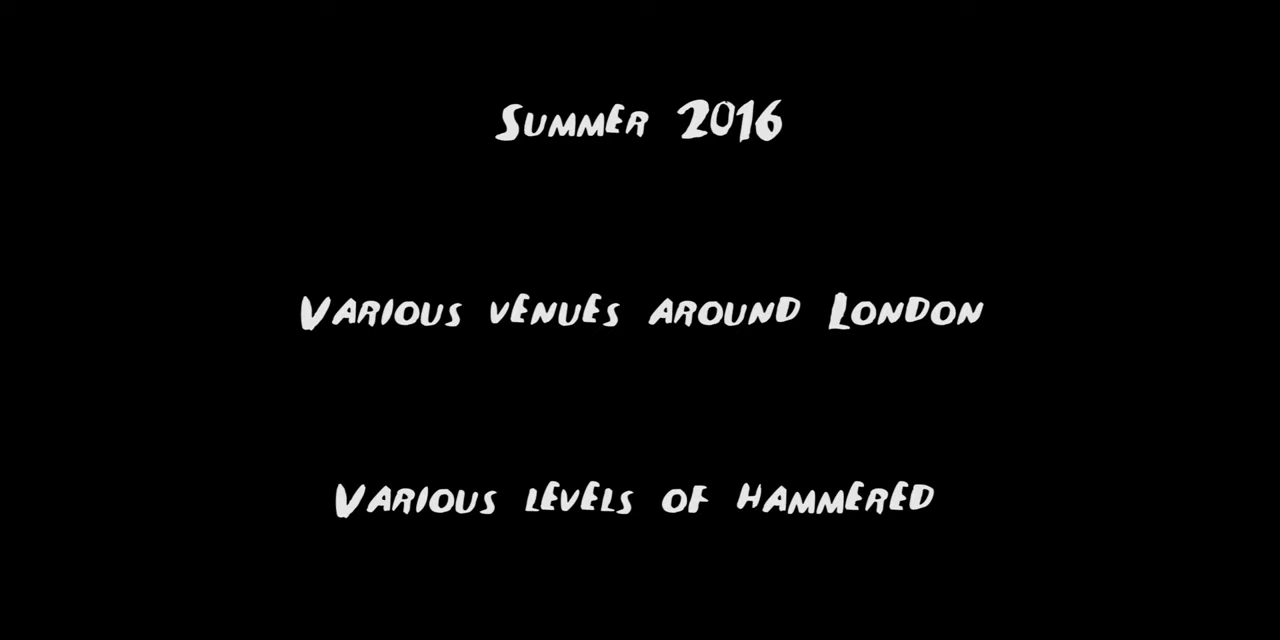 Summer 2016
Various venues around London
Various levels of hammered